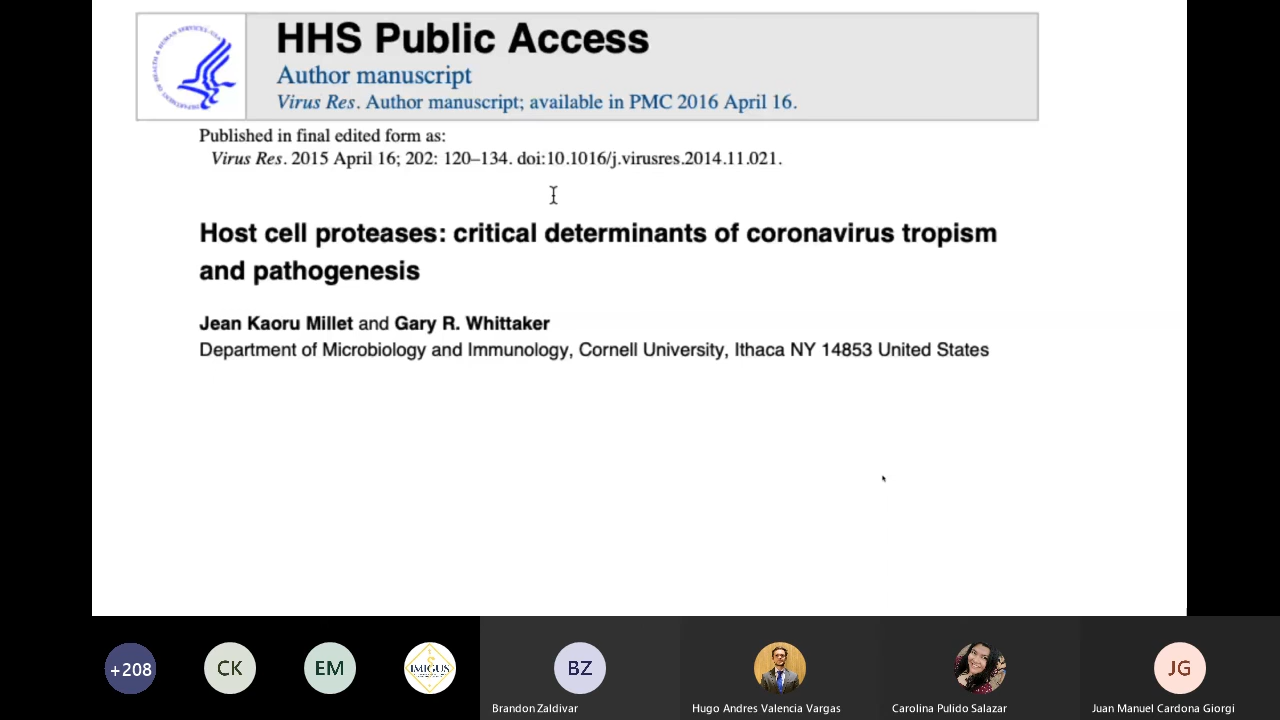 HHS Public Access
Author manuscript
Virus Res. Author manuscript; available in PMC 2016 April 16.
Published in final edited form as:
Virus Res. 2015 April 16; 202: 120–134. doi:10.1016/j.virusres.2014.11.021.
Host cell proteases: critical determinants of coronavirus tropism
and pathogenesis
Jean Kaoru Millet and Gary R. Whittaker
Department of Microbiology and Immunology, Cornell University, Ithaca NY 14853 United States
+208
CK
EM
IMIGUS
BZ
JG
Brandon Zaldivar
Hugo Andres Valencia Vargas
Carolina Pulido Salazar
Juan Manuel Cardona Giorgi